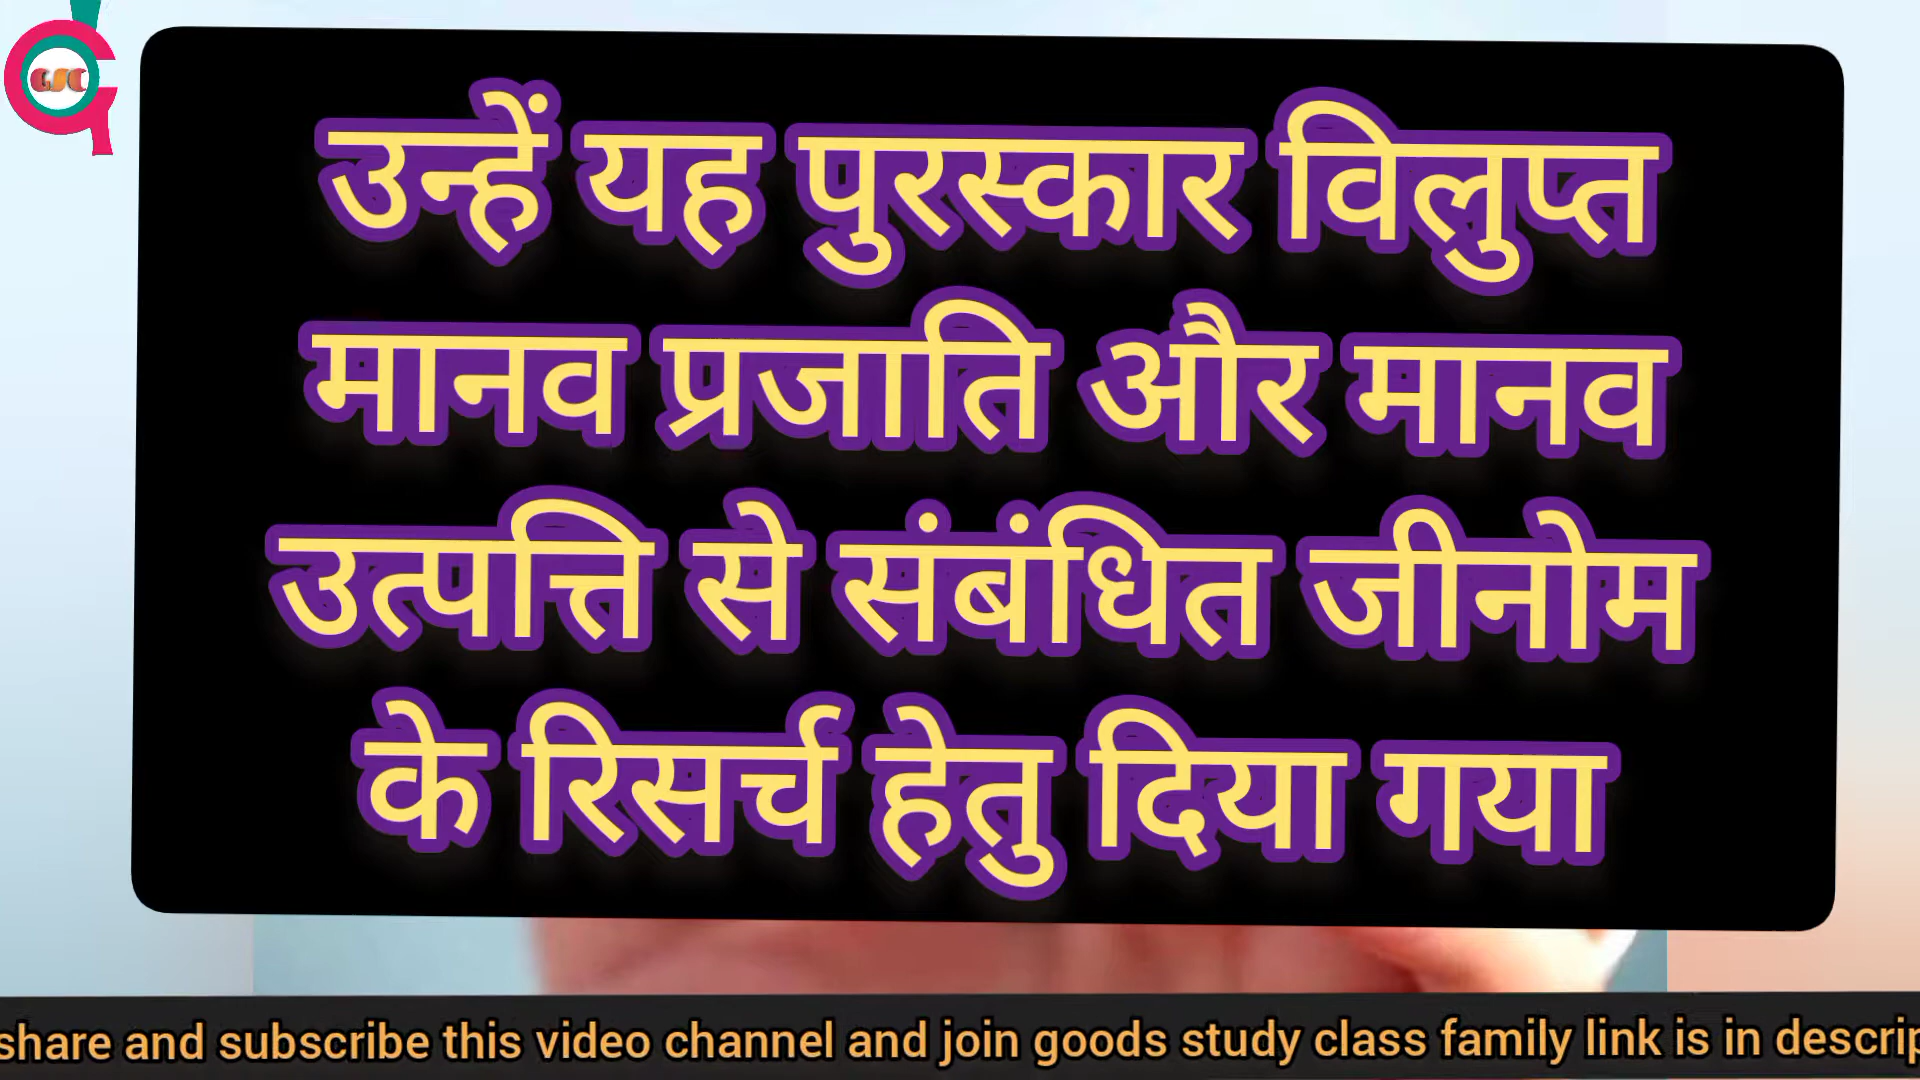 GSC
उन्हें यह पुरस्कार विलुप्त
मानव प्रजाति और मानव
उत्पत्ति से संबंधित जीनोम
के रिसर्च हेतु दिया गया
share and subscribe this video channel and join goods study class family link is in descrip